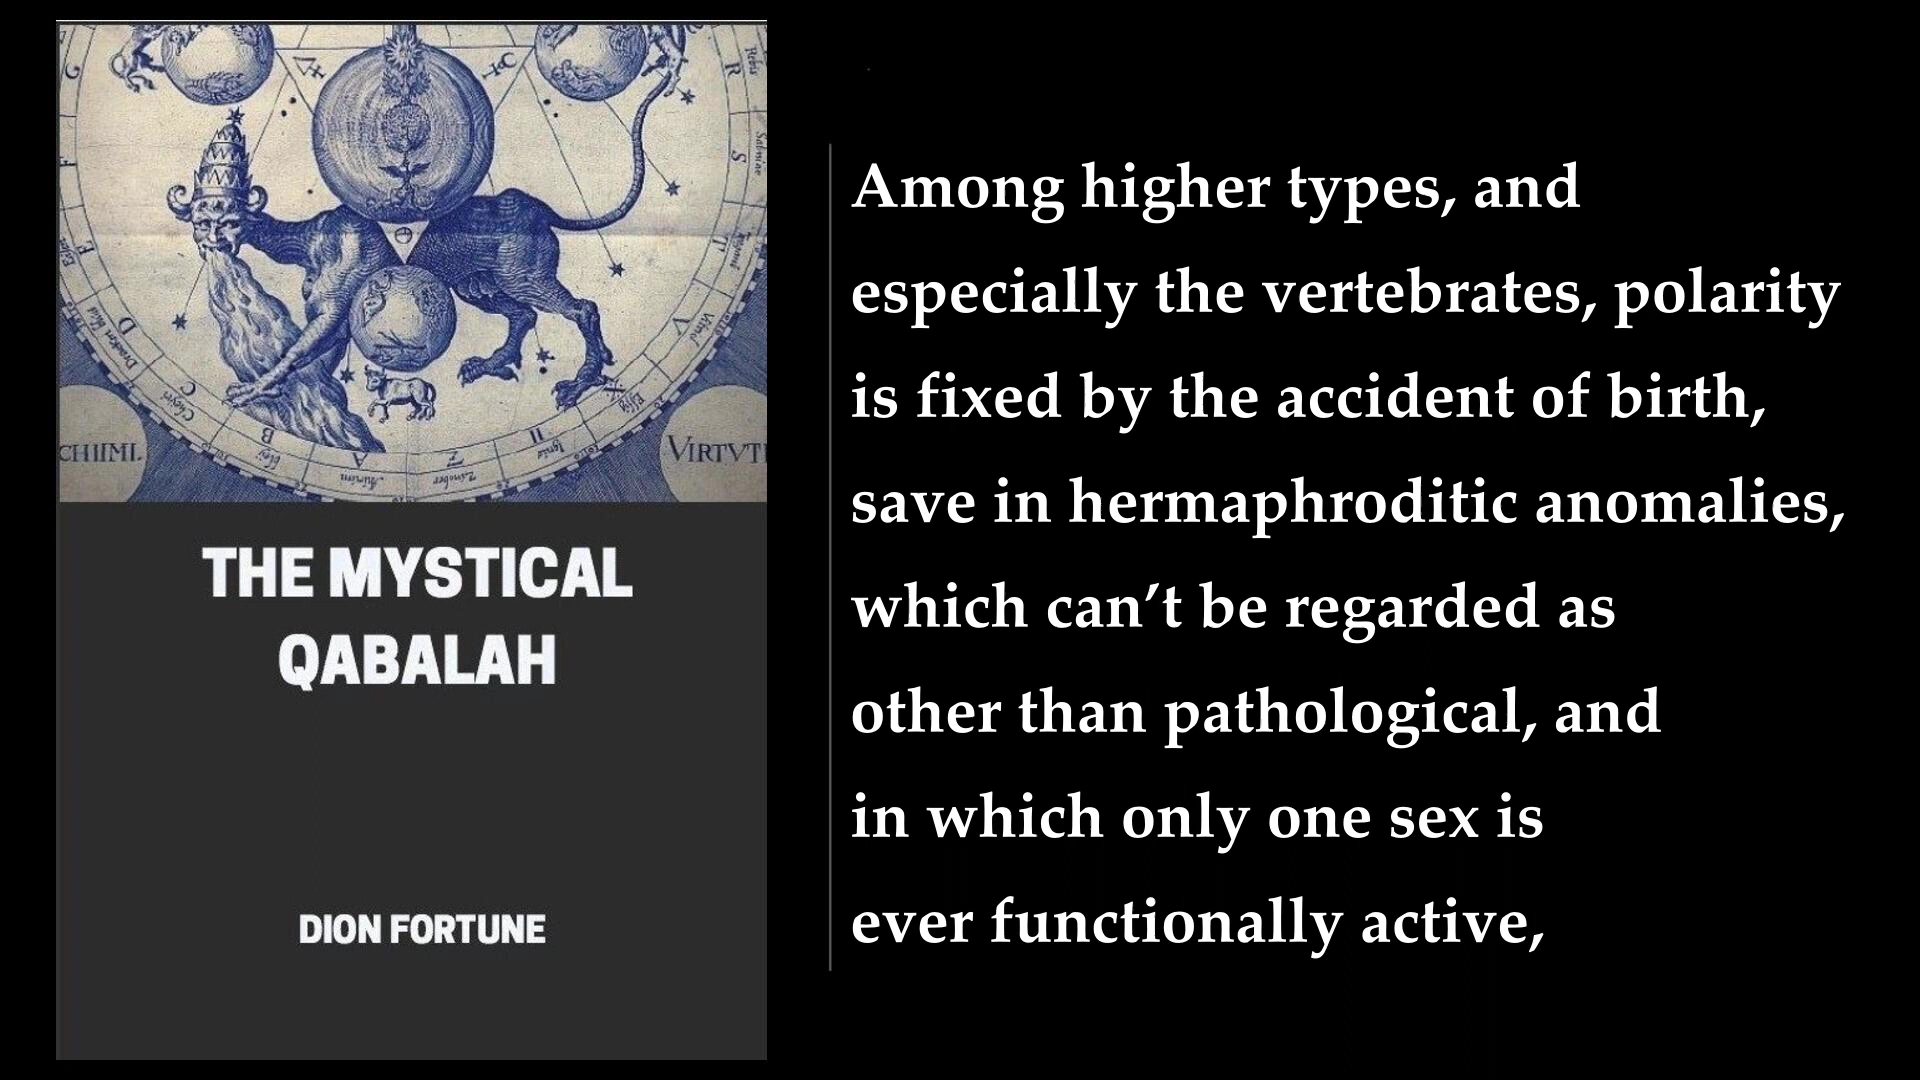 THE MYSTICAL
QABALAH
DION FORTUNE
CHIIMI.
VIRTVTI
Among higher types, and
especially the vertebrates, polarity
is fixed by the accident of birth,
save in hermaphroditic anomalies,
which can’t be regarded as
other than pathological, and
in which only one sex is
ever functionally active,